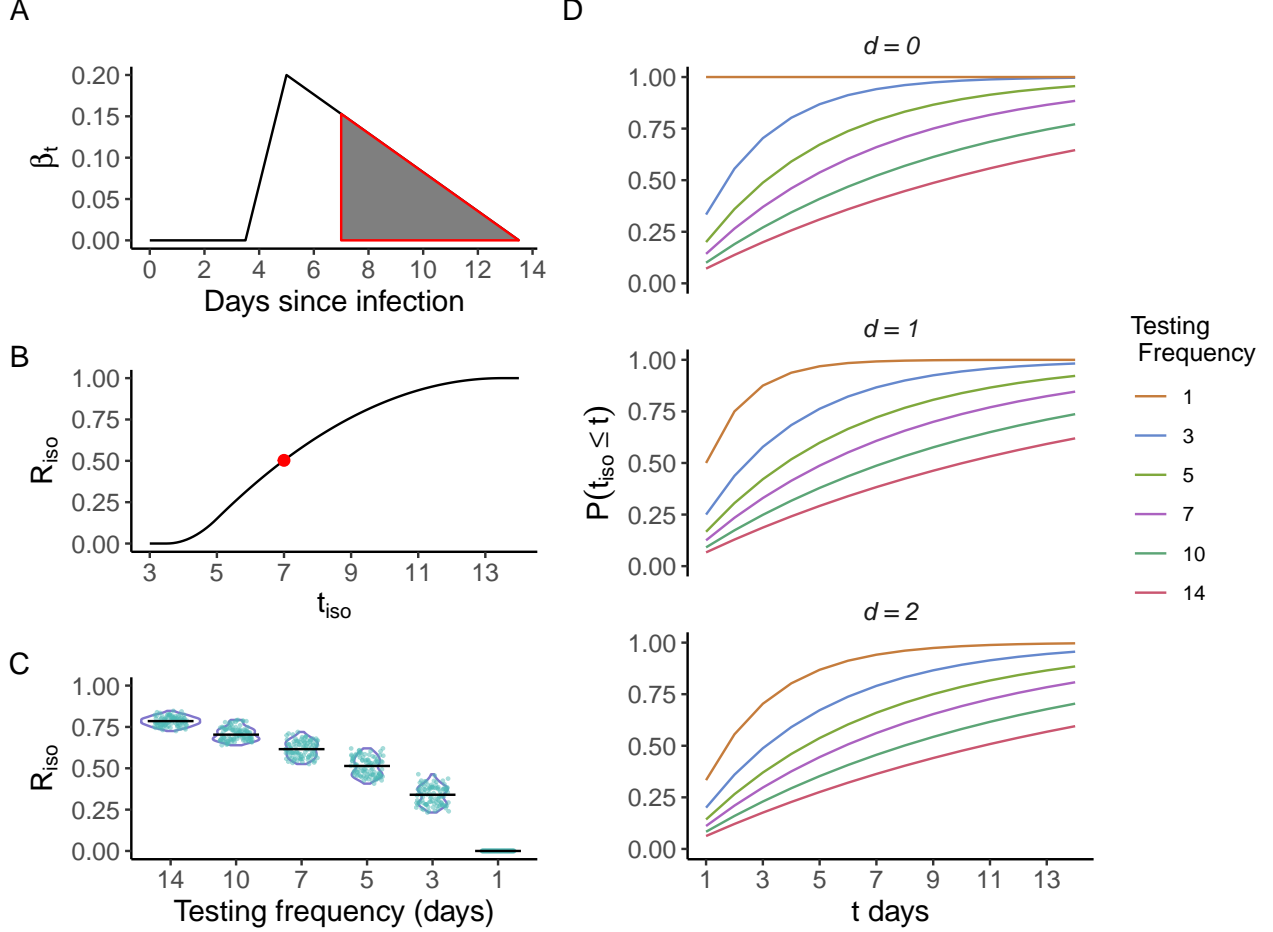 A
0.20
0.15
0.10
0.05
0.00
βt
0 2 4 6 8 10 12 14
Days since infection
B
1.00
0.75
0.50
0.25
0.00
Riso
3 5 7 9 11 13
tiso
C
1.00
0.75
0.50
0.25
0.00
Riso
14 10 7 5 3 1
Testing frequency (days)
D
d = 0
1.00
0.75
0.50
0.25
0.00
d = 1
1.00
0.75
0.50
0.25
0.00
P(tiso ≤ t)
d = 2
1.00
0.75
0.50
0.25
0.00
1 3 5 7 9 11 13
t days
Testing
Frequency
1
3
5
7
10
14